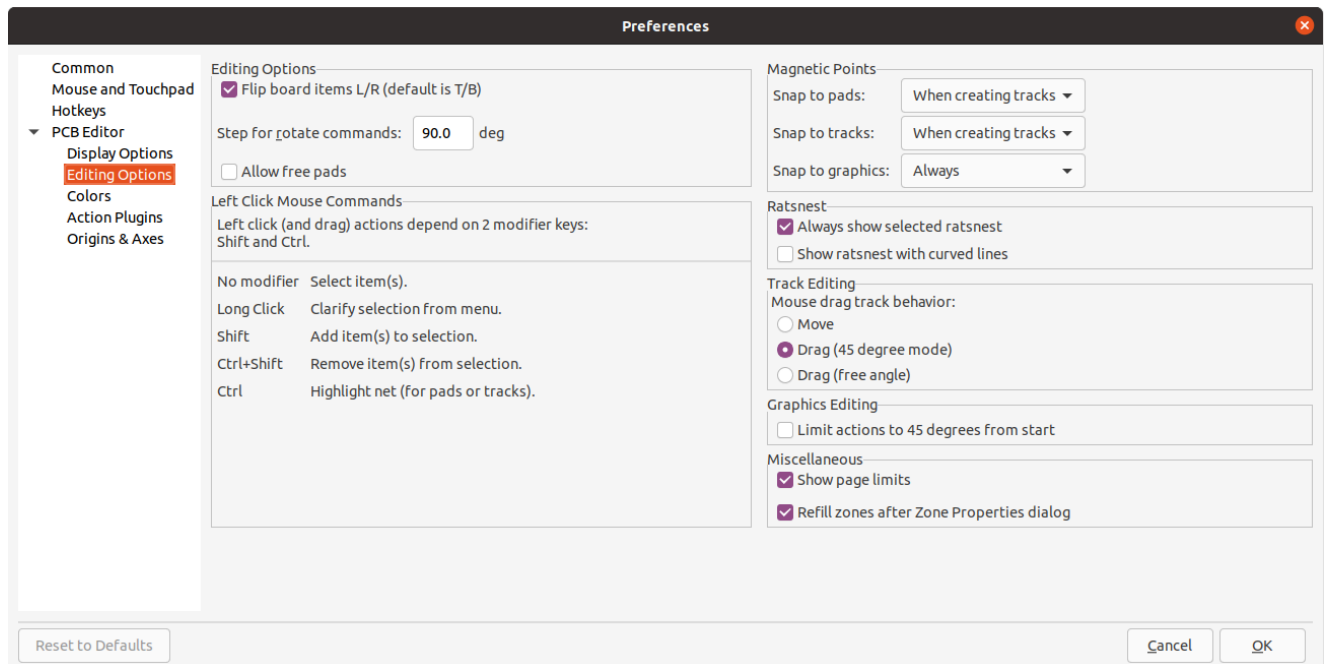 Preferences
Common
Mouse and Touchpad
Hotkeys
PCB Editor
Display Options
Editing Options
Colors
Action Plugins
Origins & Axes
Editing Options
Flip board items L/R (default is T/B)
Step for rotate commands: 90.0 deg
Allow free pads
Left Click Mouse Commands
Left click (and drag) actions depend on 2 modifier keys:
Shift and Ctrl.
No modifier Select item(s).
Long Click Clarify selection from menu.
Shift Add item(s) to selection.
Ctrl+Shift Remove item(s) from selection.
Ctrl Highlight net (for pads or tracks).
Magnetic Points
Snap to pads: When creating tracks
Snap to tracks: When creating tracks
Snap to graphics: Always
Ratsnest
Always show selected ratsnest
Show ratsnest with curved lines
Track Editing
Mouse drag track behavior:
Move
Drag (45 degree mode)
Drag (free angle)
Graphics Editing
Limit actions to 45 degrees from start
Miscellaneous
Show page limits
Refill zones after Zone Properties dialog
Reset to Defaults
Cancel
OK